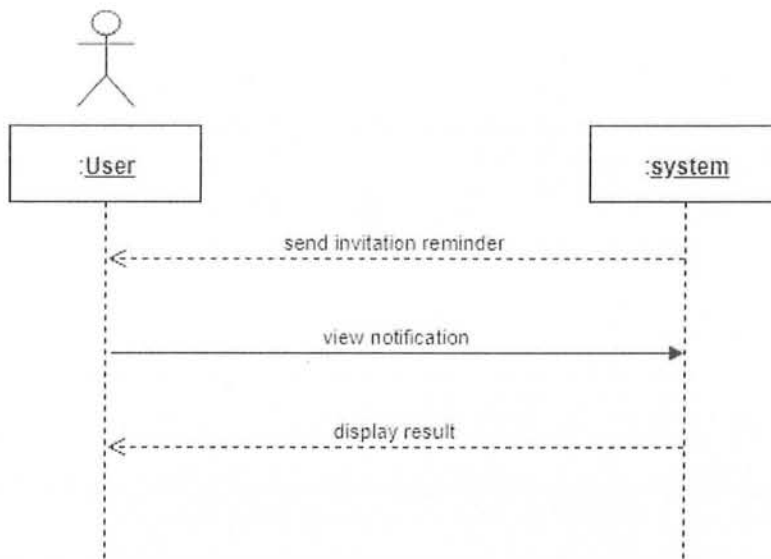 :User
:system
send invitation reminder
view notification
display result